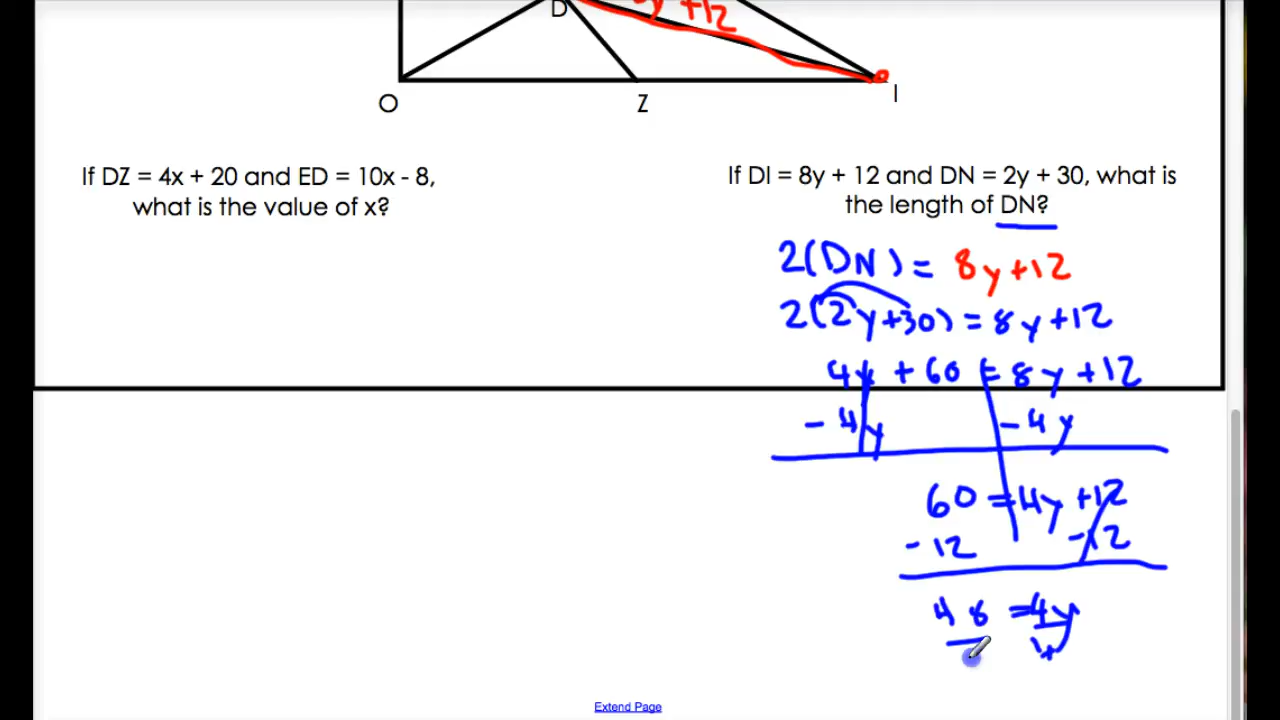 D
y +12
O
Z
I
If DZ = 4x + 20 and ED = 10x - 8,
what is the value of x?
If DI = 8y + 12 and DN = 2y + 30, what is
the length of DN?
2(DN) = 8y+12
2(2y+30) = 8y+12
4y + 60 = 8y +12
- 4y - 4y
60 = 4y +12
- 12 - 12
48 = 4y
4
Extend Page